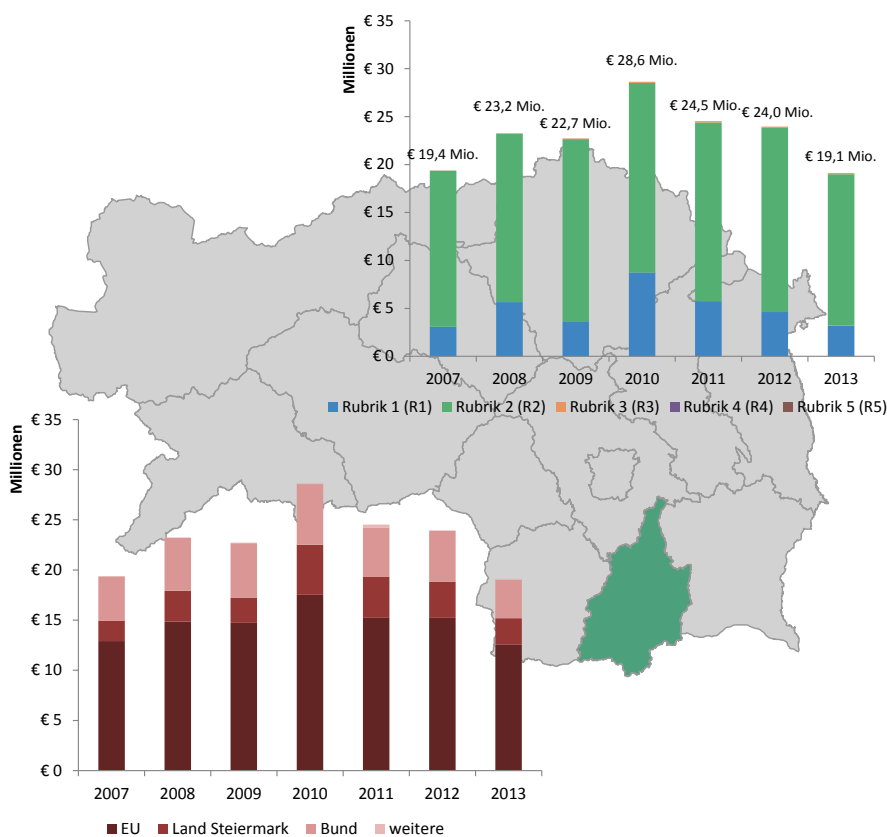 Millionen
€ 35
€ 30
€ 25
€ 20
€ 15
€ 10
€ 5
€ 0
€ 19,4 Mio.
€ 23,2 Mio.
€ 22,7 Mio.
€ 28,6 Mio.
€ 24,5 Mio.
€ 24,0 Mio.
€ 19,1 Mio.
2007 2008 2009 2010 2011 2012 2013
Rubrik 1 (R1) Rubrik 2 (R2) Rubrik 3 (R3) Rubrik 4 (R4) Rubrik 5 (R5)
Millionen
€ 35
€ 30
€ 25
€ 20
€ 15
€ 10
€ 5
€ 0
2007 2008 2009 2010 2011 2012 2013
EU Land Steiermark Bund weitere